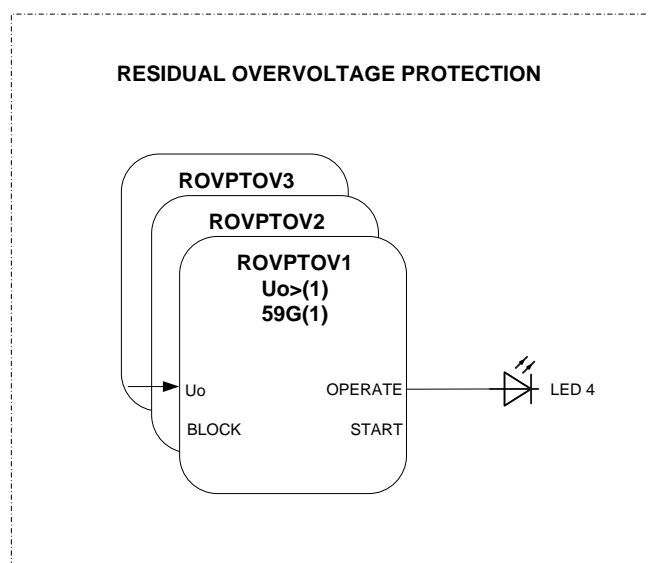 RESIDUAL OVERVOLTAGE PROTECTION
ROVPTOV3
ROVPTOV2
ROVPTOV1
Uo>(1)
59G(1)
Uo
OPERATE
LED 4
BLOCK
START